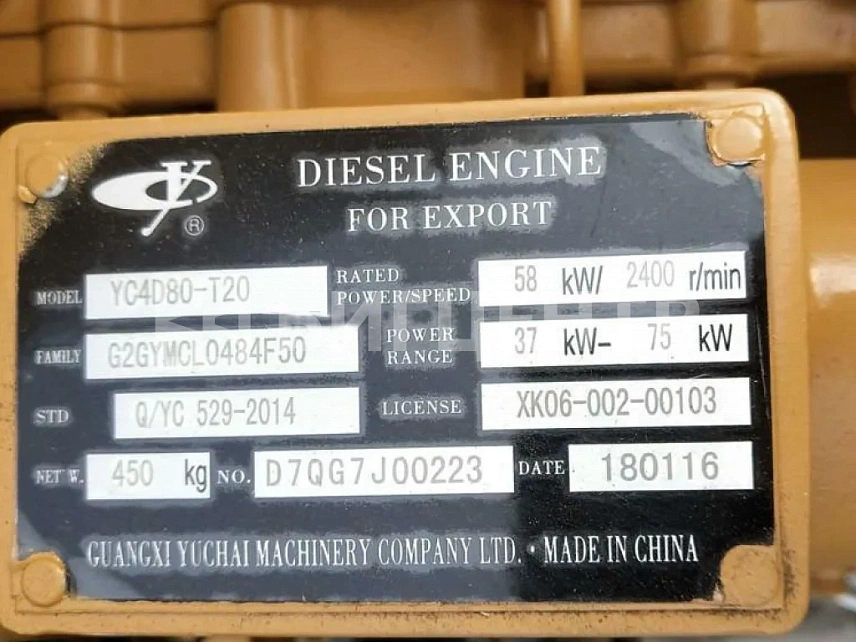 DIESEL ENGINE
FOR EXPORT
®
MODEL YC4D80-T20 RATED POWER/SPEED 58 kW/ 2400 r/min
FAMILY G2GYMCL0484F50 POWER RANGE 37 kW- 75 kW
STD Q/YC 529-2014 LICENSE XK06-002-00103
NET W. 450 kg NO. D7QG7J00223 DATE 180116
GUANGXI YUCHAI MACHINERY COMPANY LTD. · MADE IN CHINA